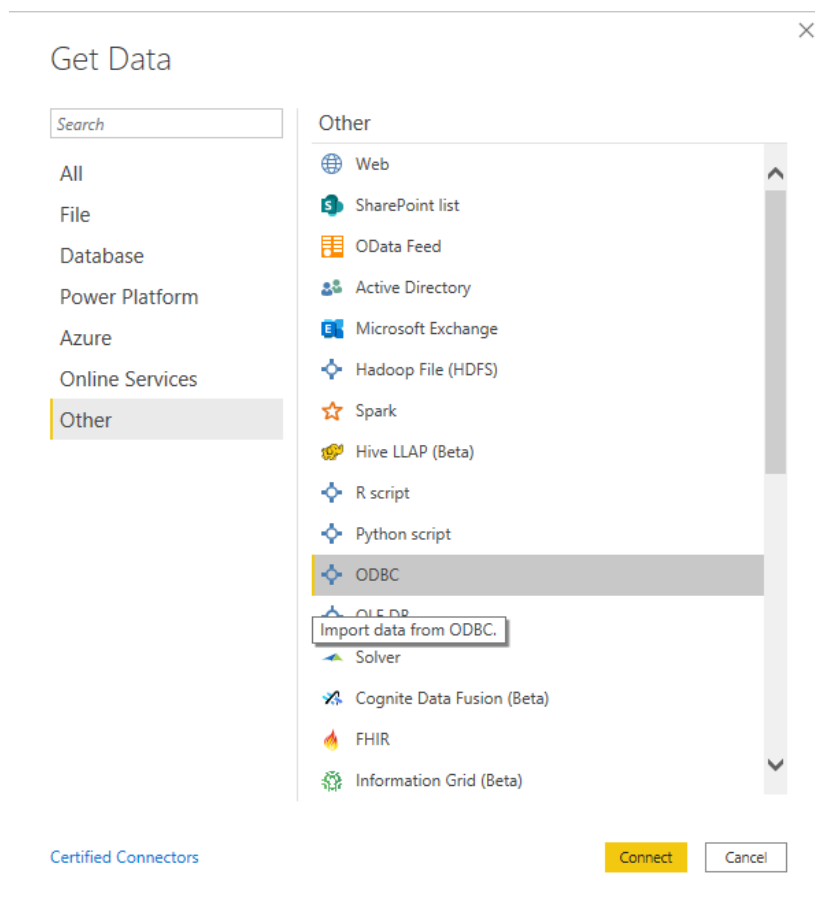 Get Data
Search
All
File
Database
Power Platform
Azure
Online Services
Other
Other
Web
SharePoint list
OData Feed
Active Directory
Microsoft Exchange
Hadoop File (HDFS)
Spark
Hive LLAP (Beta)
R script
Python script
ODBC
OLE DB
Import data from ODBC.
Solver
Cognite Data Fusion (Beta)
FHIR
Information Grid (Beta)
Certified Connectors
Connect
Cancel